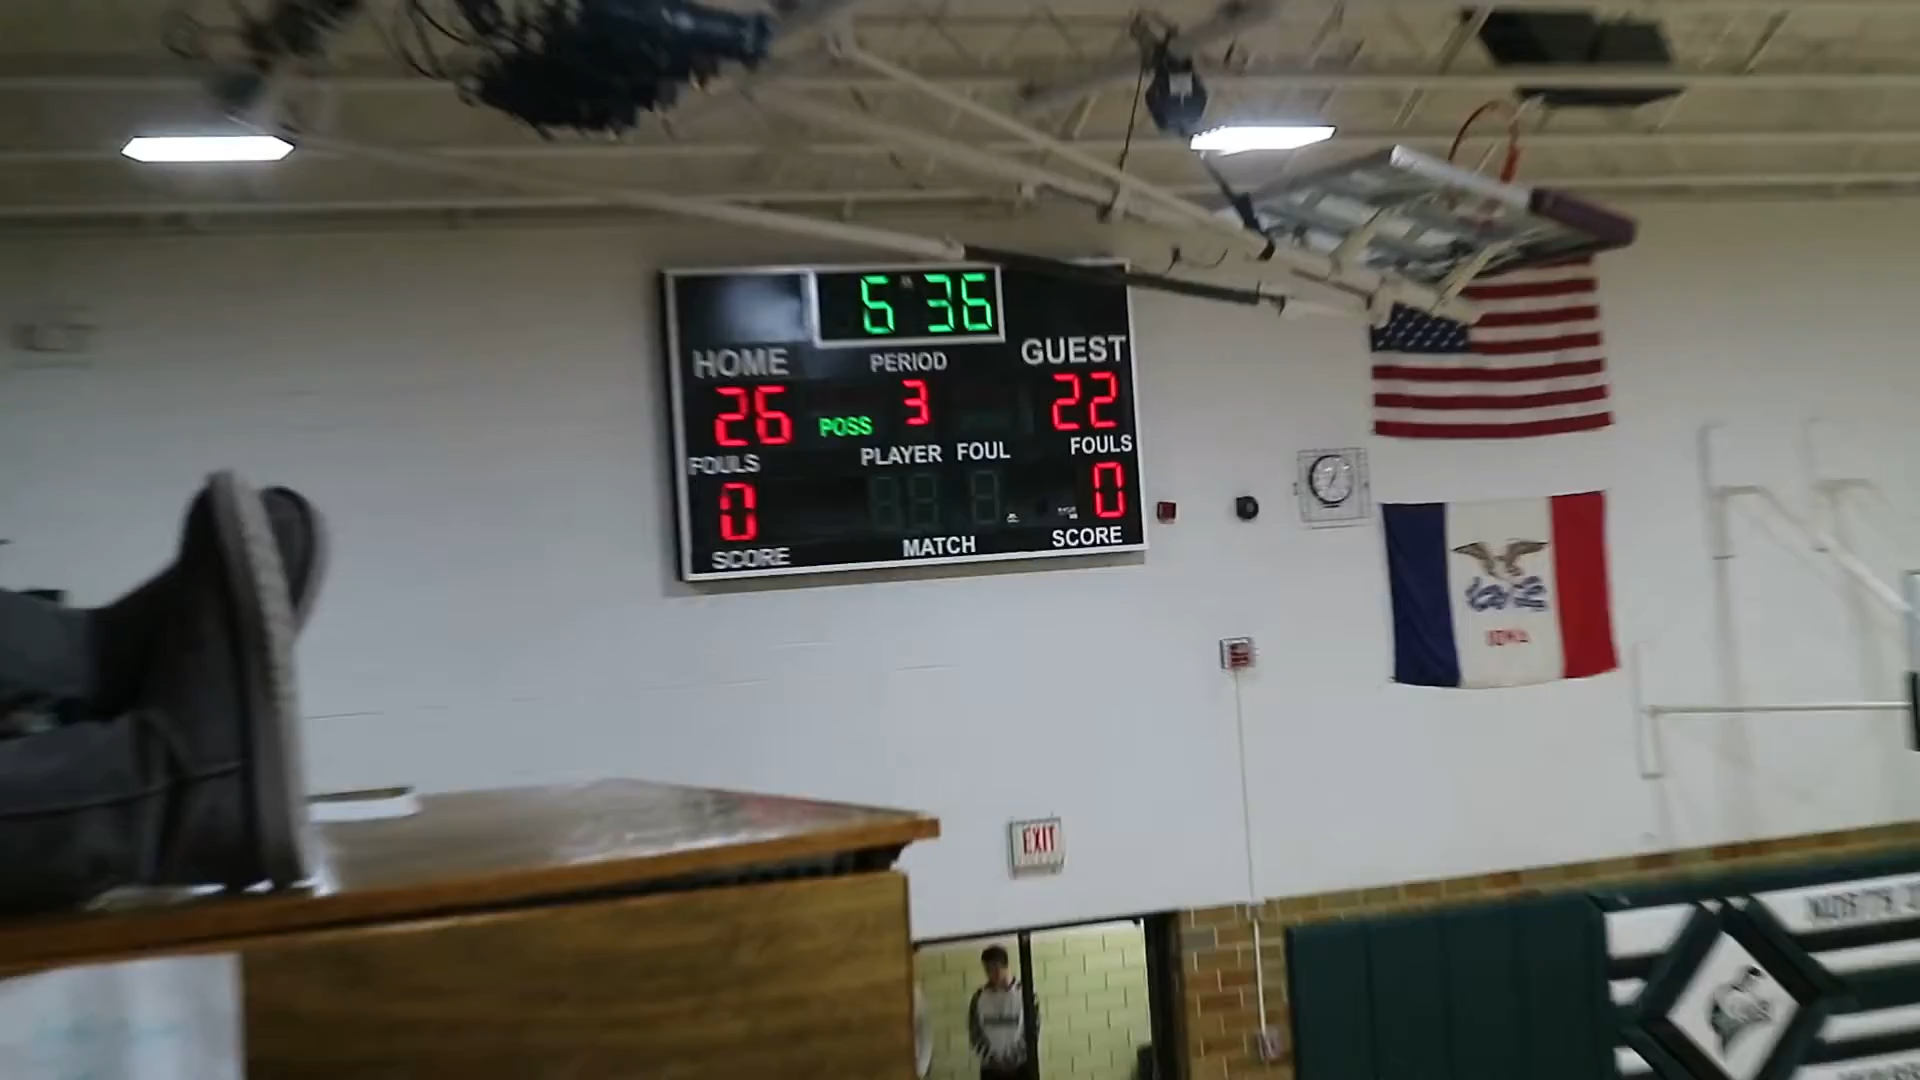 6 36
HOME PERIOD GUEST
26 POSS 3 22
FOULS PLAYER FOUL FOULS
0 0
SCORE MATCH SCORE
IOWA
EXIT
NORTH